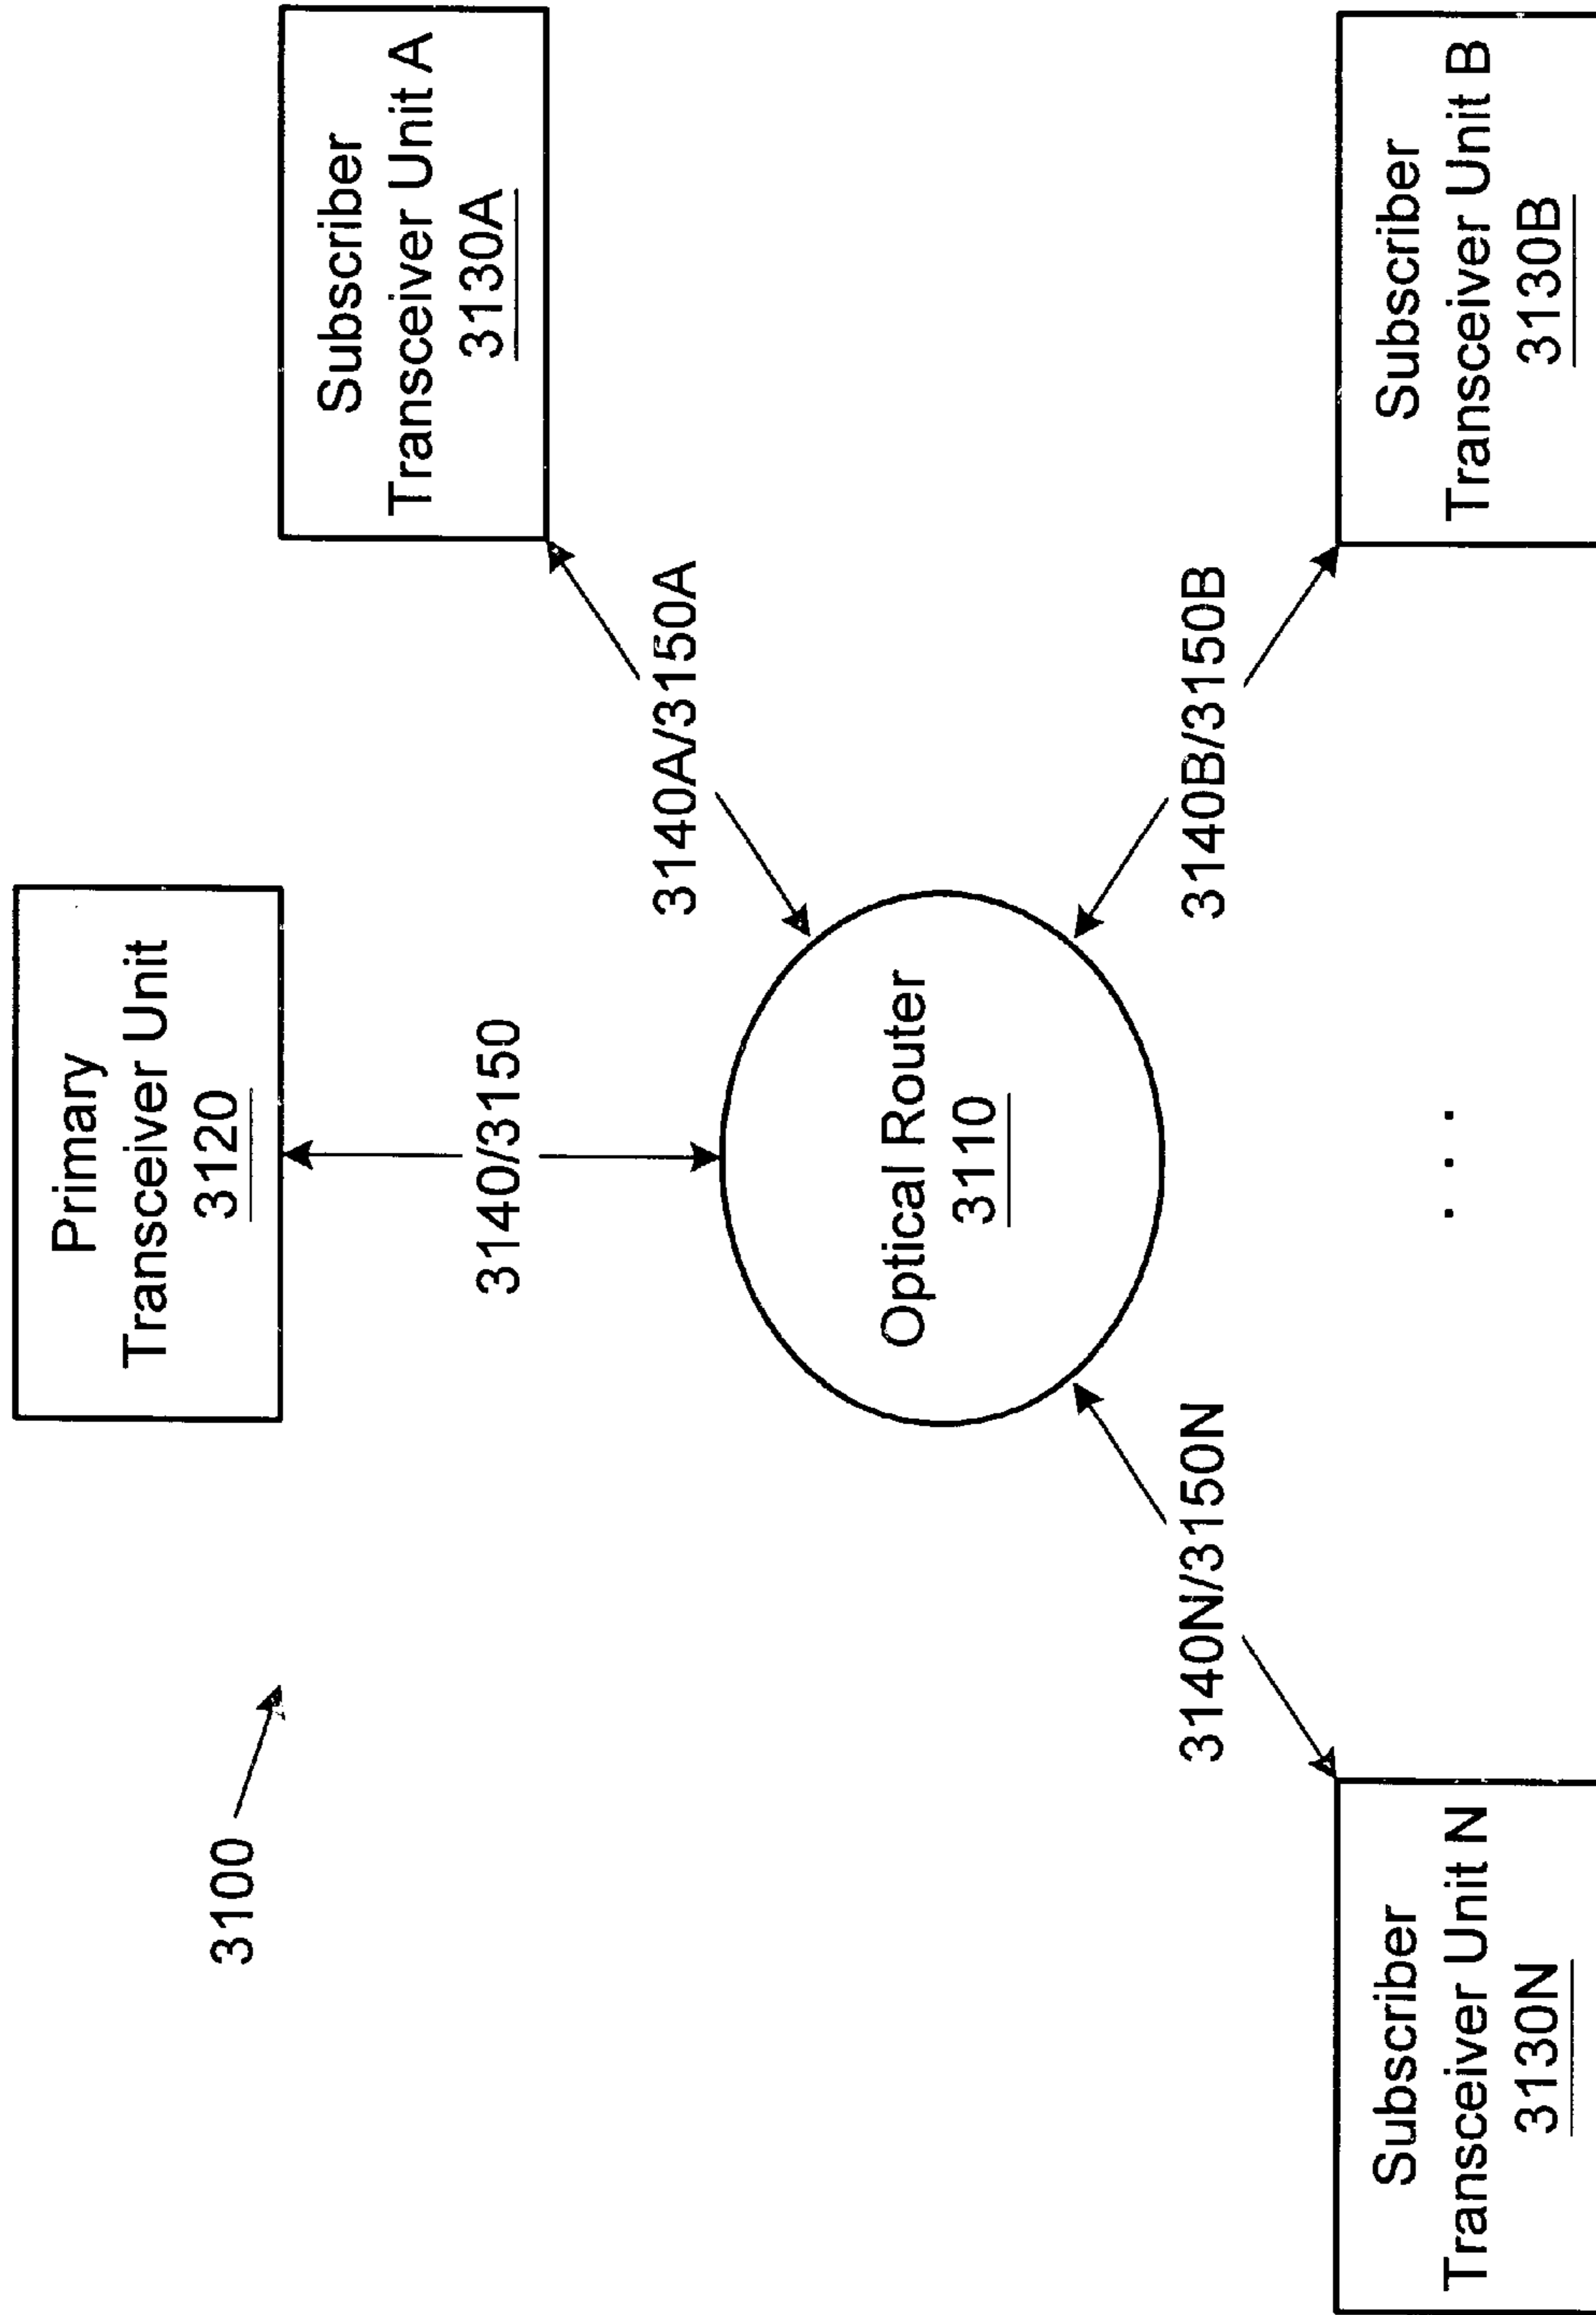 3100
Primary
Transceiver Unit
3120
3140/3150
Optical Router
3110
3140A/3150A
Subscriber
Transceiver Unit A
3130A
3140B/3150B
Subscriber
Transceiver Unit B
3130B
. . .
3140N/3150N
Subscriber
Transceiver Unit N
3130N